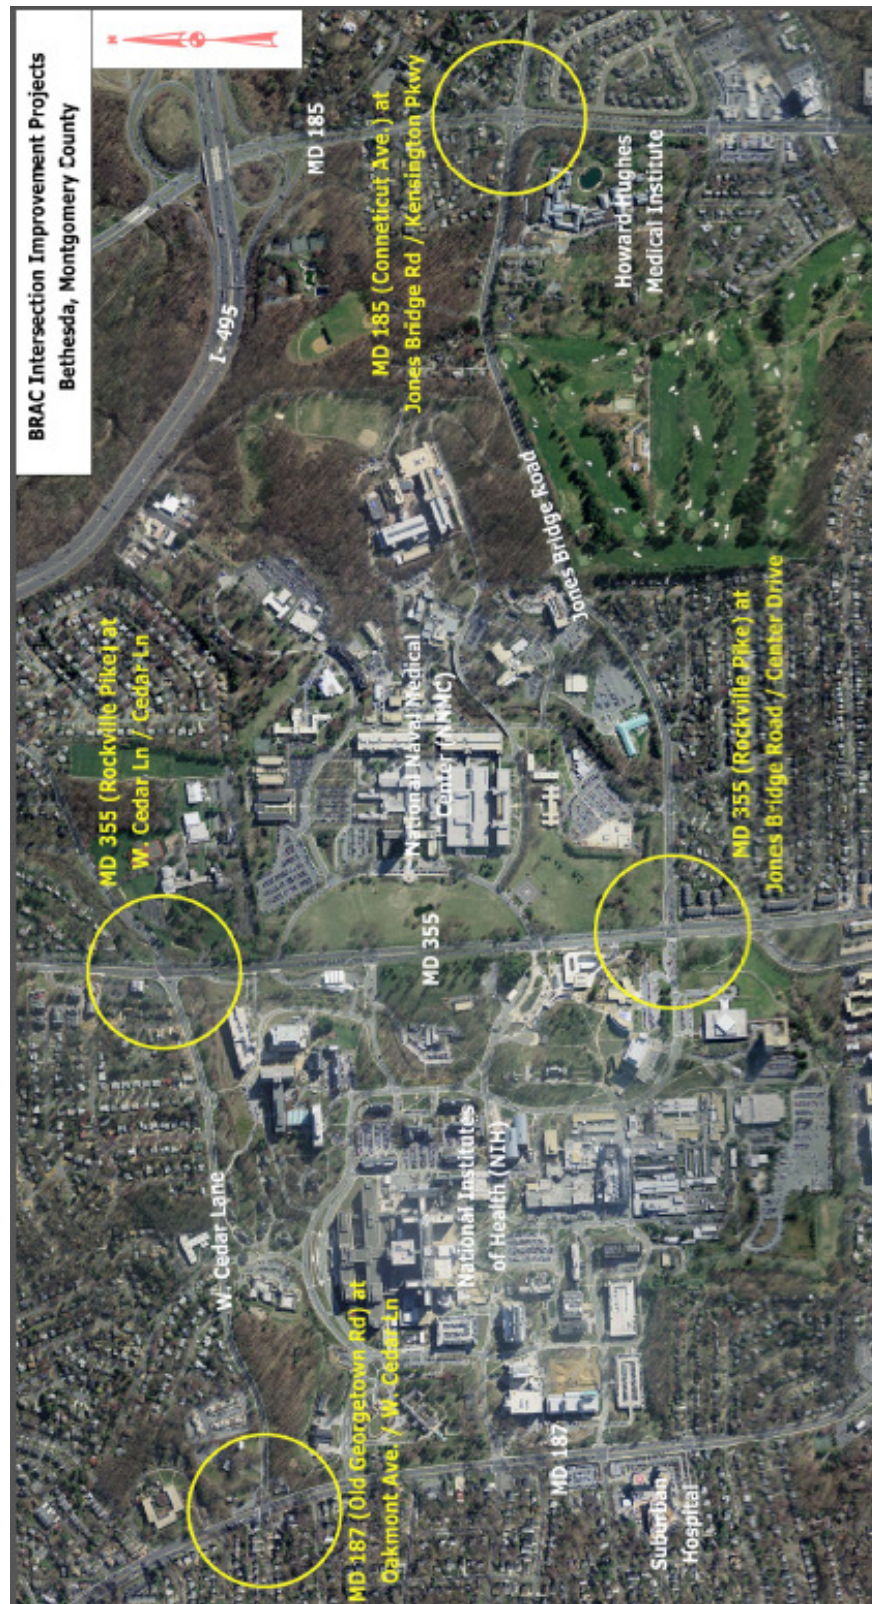 BRAC Intersection Improvement Projects
Bethesda, Montgomery County
N
MD 187 (Old Georgetown Rd) at
Oakmont Ave. / W. Cedar Ln
W. Cedar Lane
MD 355 (Rockville Pike) at
W. Cedar Ln / Cedar Ln
I-495
MD 185
MD 185 (Conneticut Ave.) at
Jones Bridge Rd / Kensington Pkwy
National Institutes
of Health (NIH)
MD 355
National Naval Medical
Center (NNMC)
Jones Bridge Road
Howard Hughes
Medical Institute
MD 187
Suburban
Hospital
MD 355 (Rockville Pike) at
Jones Bridge Road / Center Drive